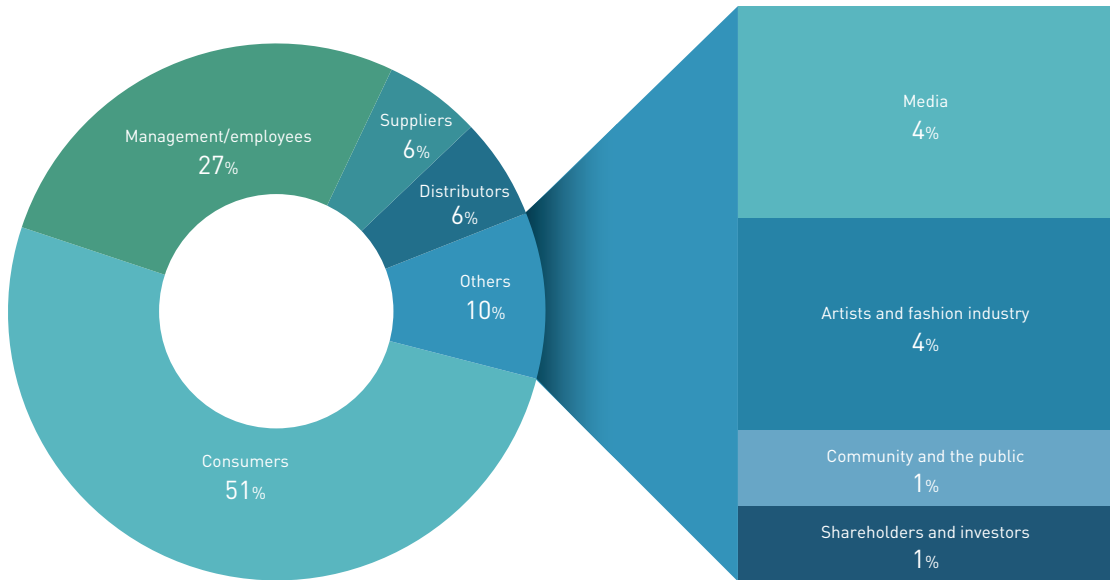 Management/employees
27%
Suppliers
6%
Distributors
6%
Others
10%
Consumers
51%
Media
4%
Artists and fashion industry
4%
Community and the public
1%
Shareholders and investors
1%